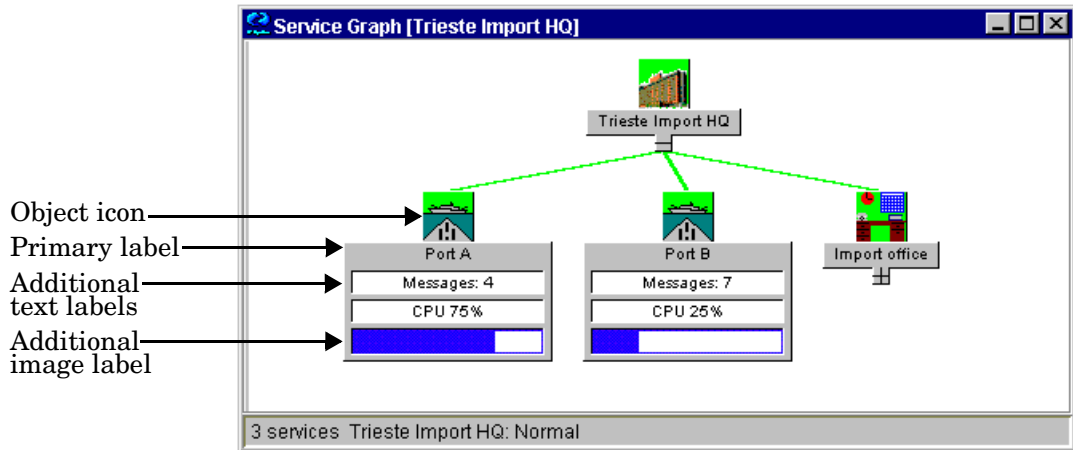 Service Graph [Trieste Import HQ]
Trieste Import HQ
Object icon
Primary label
Additional
text labels
Additional
image label
Port A
Messages: 4
CPU 75%
Port B
Messages: 7
CPU 25%
Import office
3 services Trieste Import HQ: Normal